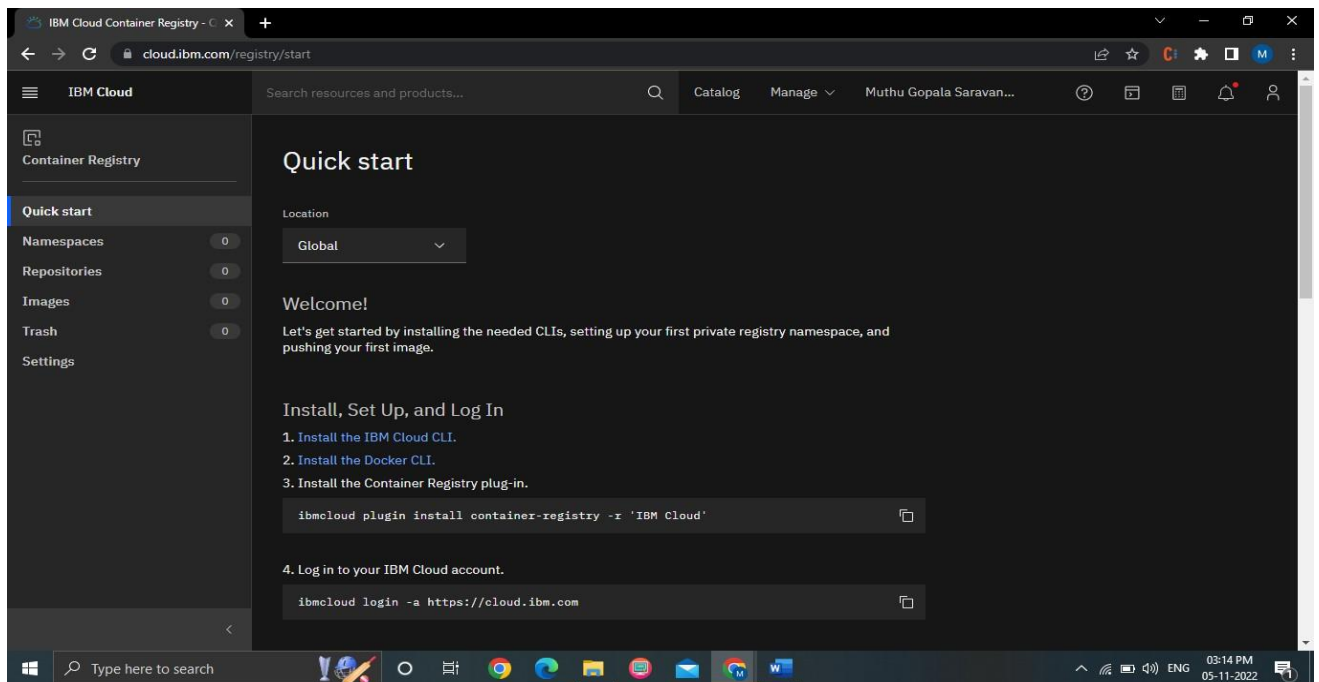 IBM Cloud Container Registry - C
cloud.ibm.com/registry/start
M
IBM Cloud
Search resources and products...
Catalog
Manage
Muthu Gopala Saravan...
Container Registry
Quick start
Namespaces 0
Repositories 0
Images 0
Trash 0
Settings
Quick start
Location
Global
Welcome!
Let's get started by installing the needed CLIs, setting up your first private registry namespace, and
pushing your first image.
Install, Set Up, and Log In
1. Install the IBM Cloud CLI.
2. Install the Docker CLI.
3. Install the Container Registry plug-in.
ibmcloud plugin install container-registry -r 'IBM Cloud'
4. Log in to your IBM Cloud account.
ibmcloud login -a https://cloud.ibm.com
Type here to search
ENG
03:14 PM
05-11-2022
1